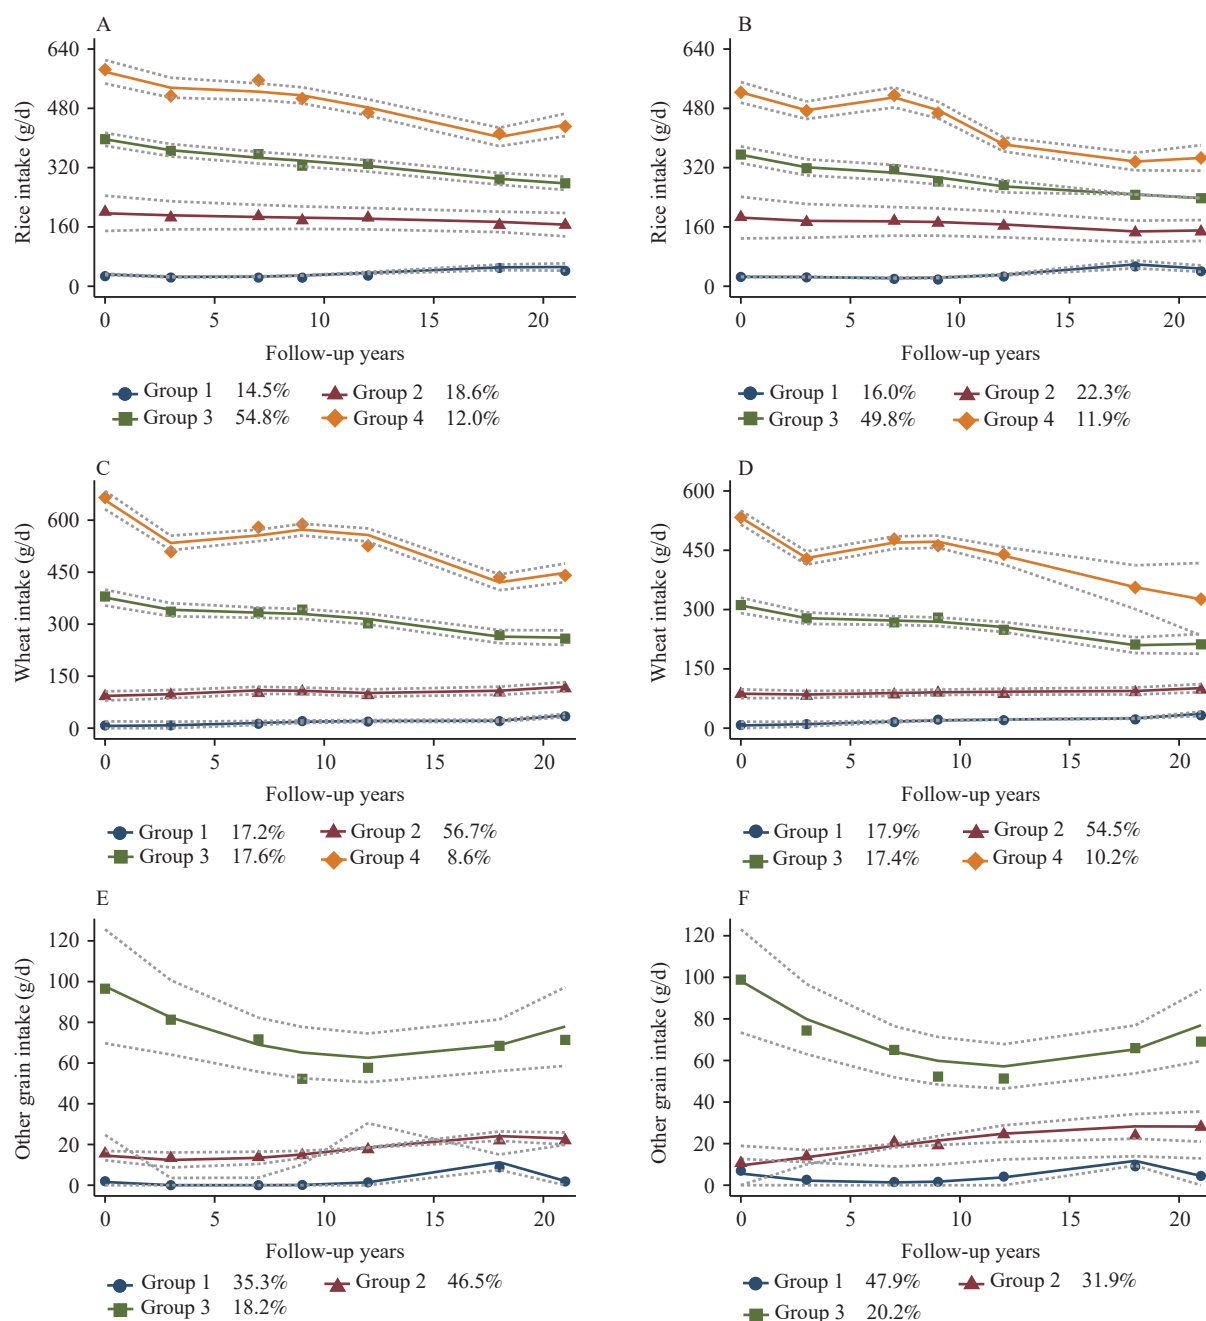 A
Rice intake (g/d)
640
480
320
160
0
0 5 10 15 20
Follow-up years
Group 1 14.5% Group 2 18.6%
Group 3 54.8% Group 4 12.0%
B
Rice intake (g/d)
640
480
320
160
0
0 5 10 15 20
Follow-up years
Group 1 16.0% Group 2 22.3%
Group 3 49.8% Group 4 11.9%
C
Wheat intake (g/d)
600
450
300
150
0
0 5 10 15 20
Follow-up years
Group 1 17.2% Group 2 56.7%
Group 3 17.6% Group 4 8.6%
D
Wheat intake (g/d)
600
450
300
150
0
0 5 10 15 20
Follow-up years
Group 1 17.9% Group 2 54.5%
Group 3 17.4% Group 4 10.2%
E
Other grain intake (g/d)
120
100
80
60
40
20
0
0 5 10 15 20
Follow-up years
Group 1 35.3% Group 2 46.5%
Group 3 18.2%
F
Other grain intake (g/d)
120
100
80
60
40
20
0
0 5 10 15 20
Follow-up years
Group 1 47.9% Group 2 31.9%
Group 3 20.2%